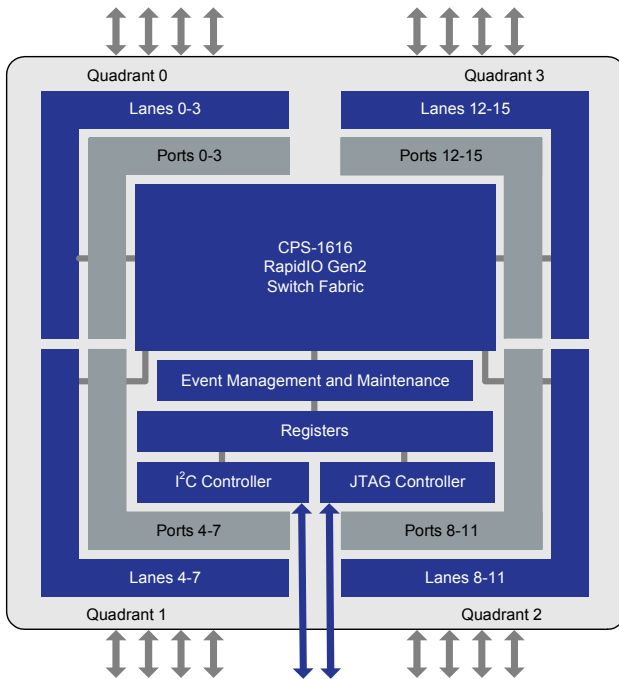 Quadrant 0
Quadrant 3
Lanes 0-3
Lanes 12-15
Ports 0-3
Ports 12-15
CPS-1616
RapidIO Gen2
Switch Fabric
Event Management and Maintenance
Registers
I²C Controller
JTAG Controller
Ports 4-7
Ports 8-11
Lanes 4-7
Lanes 8-11
Quadrant 1
Quadrant 2